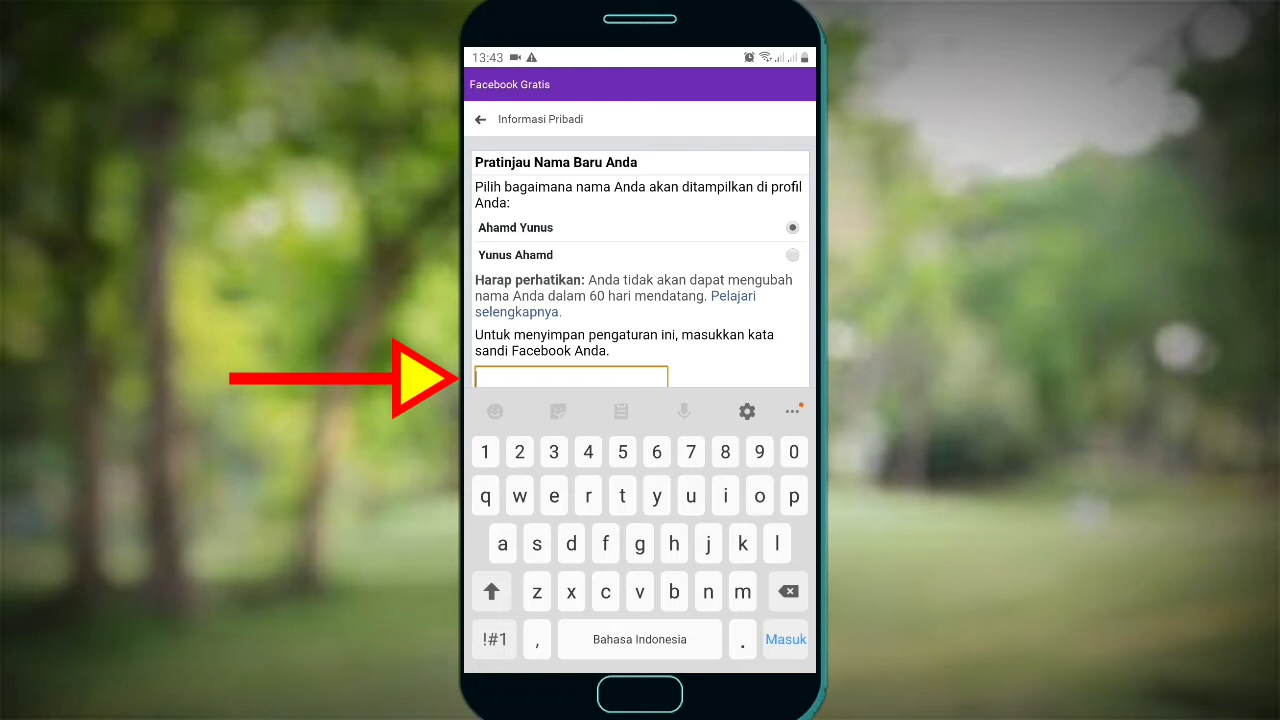 13:43
Facebook Gratis
Informasi Pribadi
Pratinjau Nama Baru Anda
Pilih bagaimana nama Anda akan ditampilkan di profil
Anda:
Ahamd Yunus
Yunus Ahamd
Harap perhatikan: Anda tidak akan dapat mengubah
nama Anda dalam 60 hari mendatang. Pelajari
selengkapnya.
Untuk menyimpan pengaturan ini, masukkan kata
sandi Facebook Anda.
1 2 3 4 5 6 7 8 9 0
q w e r t y u i o p
a s d f g h j k l
z x c v b n m
!#1 , Bahasa Indonesia . Masuk